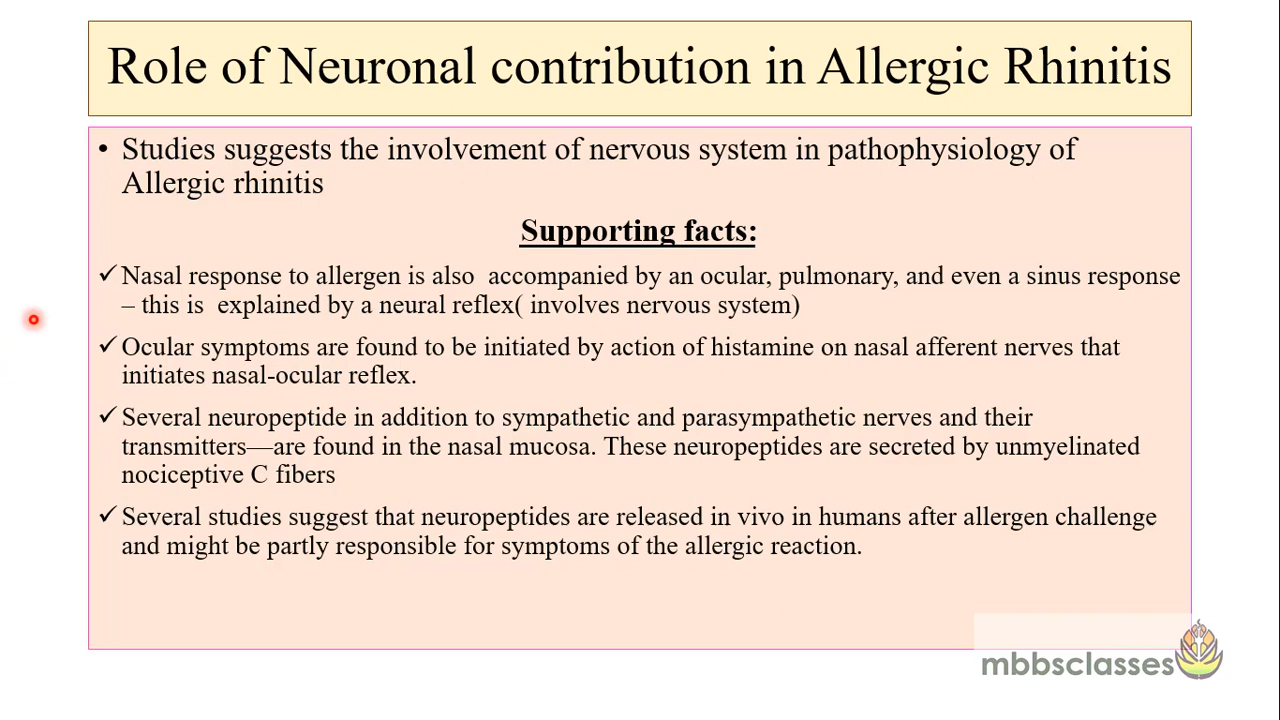 Role of Neuronal contribution in Allergic Rhinitis
• Studies suggests the involvement of nervous system in pathophysiology of
Allergic rhinitis
Supporting facts:
✓ Nasal response to allergen is also accompanied by an ocular, pulmonary, and even a sinus response
– this is explained by a neural reflex( involves nervous system)
✓ Ocular symptoms are found to be initiated by action of histamine on nasal afferent nerves that
initiates nasal-ocular reflex.
✓ Several neuropeptide in addition to sympathetic and parasympathetic nerves and their
transmitters—are found in the nasal mucosa. These neuropeptides are secreted by unmyelinated
nociceptive C fibers
✓ Several studies suggest that neuropeptides are released in vivo in humans after allergen challenge
and might be partly responsible for symptoms of the allergic reaction.
mbbsclasses